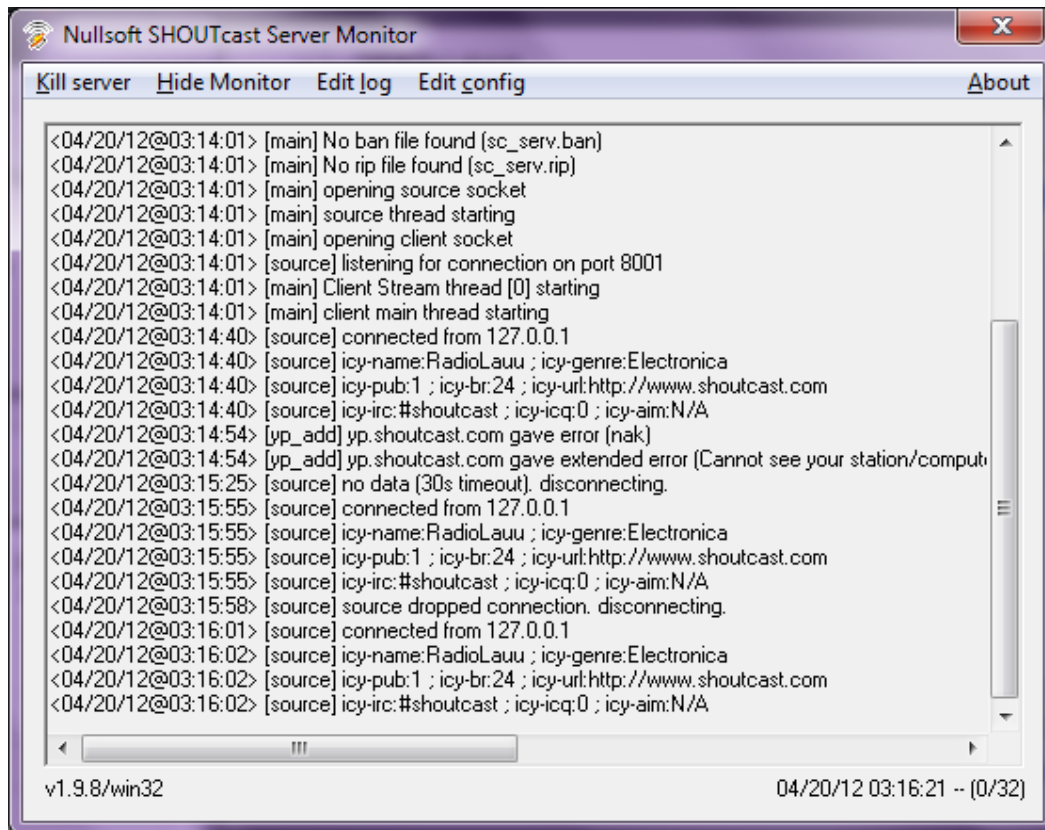 Nullsoft SHOUTcast Server Monitor
Kill server Hide Monitor Edit log Edit config About
<04/20/12@03:14:01> [main] No ban file found (sc_serv.ban)
<04/20/12@03:14:01> [main] No rip file found (sc_serv.rip)
<04/20/12@03:14:01> [main] opening source socket
<04/20/12@03:14:01> [main] source thread starting
<04/20/12@03:14:01> [main] opening client socket
<04/20/12@03:14:01> [source] listening for connection on port 8001
<04/20/12@03:14:01> [main] Client Stream thread [0] starting
<04/20/12@03:14:01> [main] client main thread starting
<04/20/12@03:14:40> [source] connected from 127.0.0.1
<04/20/12@03:14:40> [source] icy-name:RadioLauu ; icy-genre:Electronica
<04/20/12@03:14:40> [source] icy-pub:1 ; icy-br:24 ; icy-url:http://www.shoutcast.com
<04/20/12@03:14:40> [source] icy-irc:#shoutcast ; icy-icq:0 ; icy-aim:N/A
<04/20/12@03:14:54> [yp_add] yp.shoutcast.com gave error (nak)
<04/20/12@03:14:54> [yp_add] yp.shoutcast.com gave extended error (Cannot see your station/compute
<04/20/12@03:15:25> [source] no data (30s timeout). disconnecting.
<04/20/12@03:15:55> [source] connected from 127.0.0.1
<04/20/12@03:15:55> [source] icy-name:RadioLauu ; icy-genre:Electronica
<04/20/12@03:15:55> [source] icy-pub:1 ; icy-br:24 ; icy-url:http://www.shoutcast.com
<04/20/12@03:15:55> [source] icy-irc:#shoutcast ; icy-icq:0 ; icy-aim:N/A
<04/20/12@03:15:58> [source] source dropped connection. disconnecting.
<04/20/12@03:16:01> [source] connected from 127.0.0.1
<04/20/12@03:16:02> [source] icy-name:RadioLauu ; icy-genre:Electronica
<04/20/12@03:16:02> [source] icy-pub:1 ; icy-br:24 ; icy-url:http://www.shoutcast.com
<04/20/12@03:16:02> [source] icy-irc:#shoutcast ; icy-icq:0 ; icy-aim:N/A
v1.9.8/win32 04/20/12 03:16:21 -- (0/32)